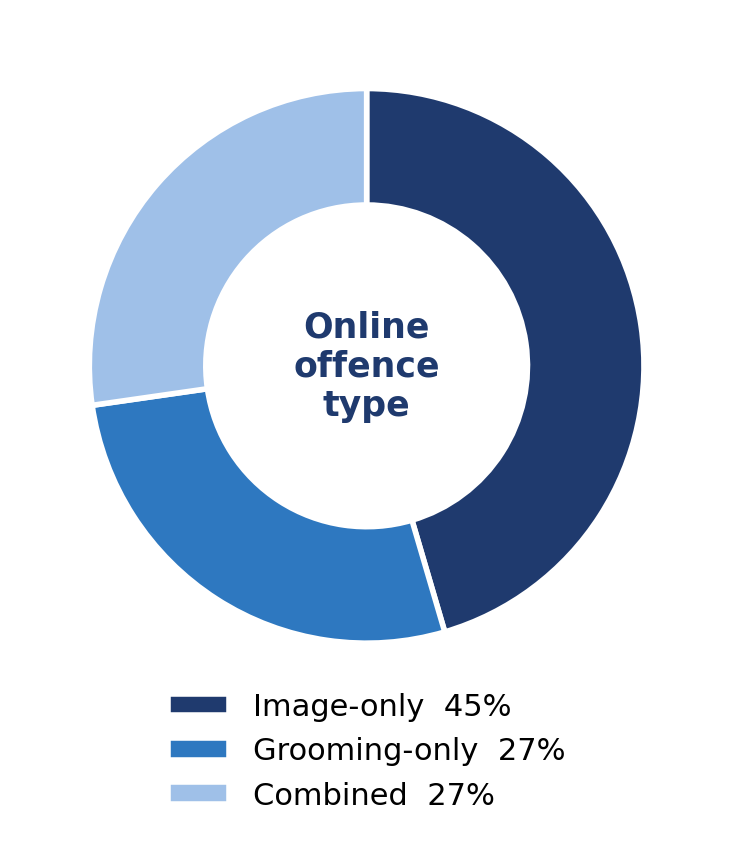 Online
offence
type
Image-only 45%
Grooming-only 27%
Combined 27%